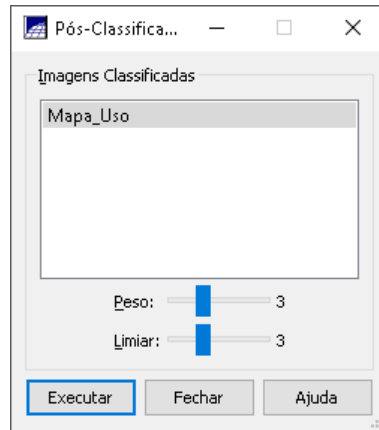 Pós-Classifica...
Imagens Classificadas
Mapa_Uso
Peso: 3
Limiar: 3
Executar Fechar Ajuda